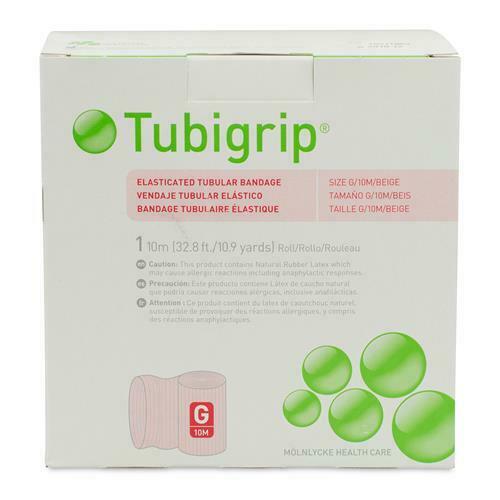 Tubigrip®
ELASTICATED TUBULAR BANDAGE
VENDAJE TUBULAR ELÁSTICO
BANDAGE TUBULAIRE ÉLASTIQUE
SIZE G/10M/BEIGE
TAMAÑO G/10M/BEIS
TAILLE G/10M/BEIGE
1 10m (32.8 ft./10.9 yards) Roll/Rollo/Rouleau
en Caution: This product contains Natural Rubber Latex which
may cause allergic reactions including anaphylactic responses.
es Precaución: Este producto contiene Látex de caucho natural
que podría causar reacciones alérgicas, inclusive anafilácticas.
fr Attention : Ce produit contient du latex de caoutchouc naturel,
susceptible de provoquer des réactions allergiques, y compris
des réactions anaphylactiques.
G
10M
MÖLNLYCKE HEALTH CARE